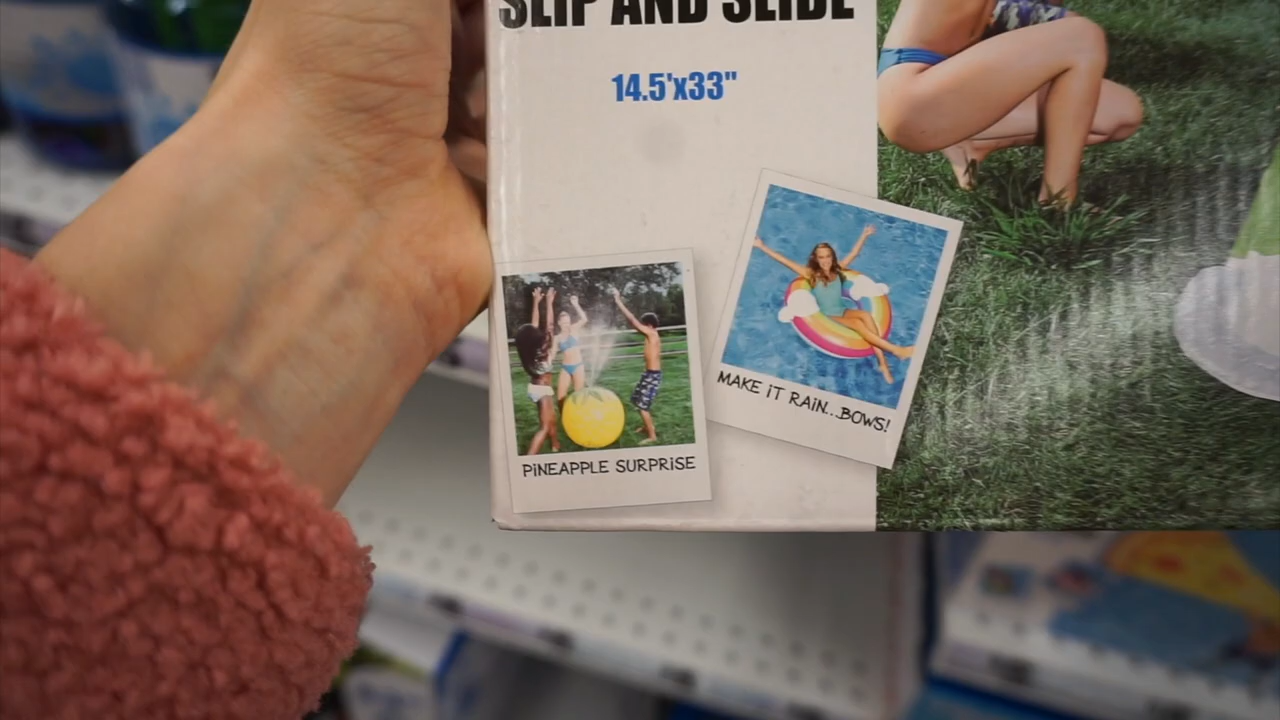 SLIP AND SLIDE
14.5'x33"
MAKE IT RAIN...BOWS!
PINEAPPLE SURPRISE